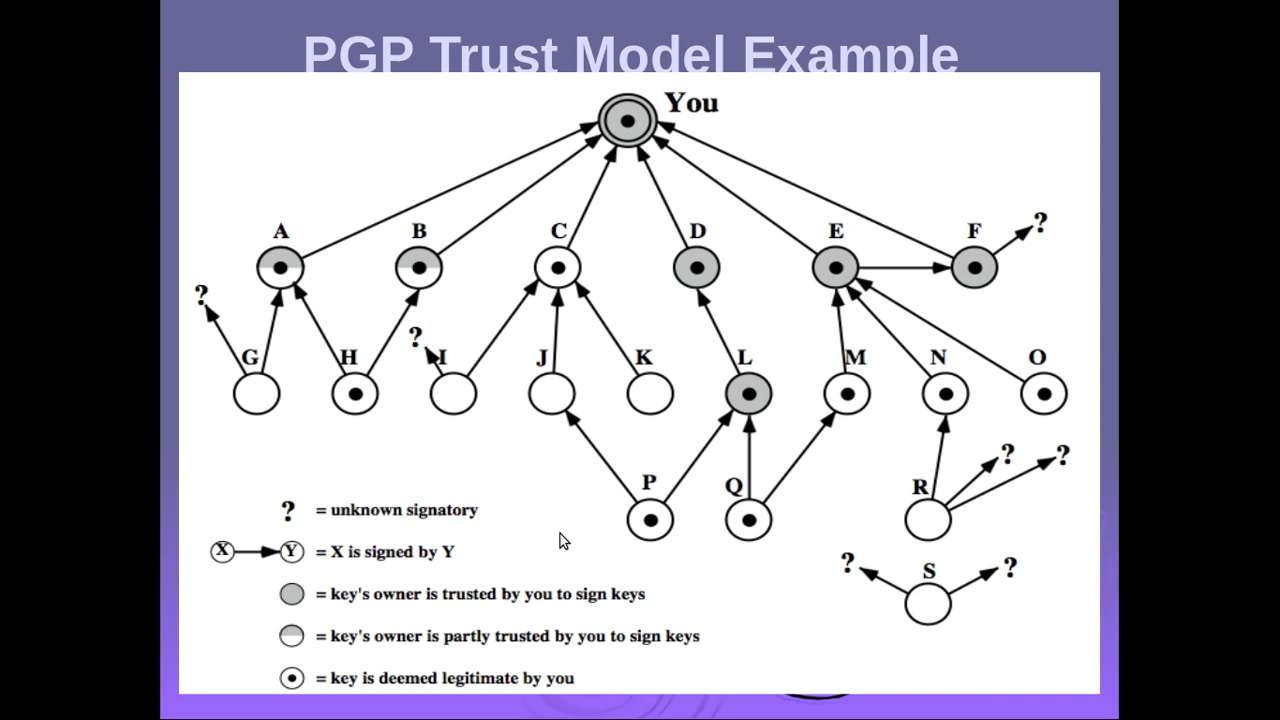 PGP Trust Model Example
You
A B C D E F ?
?
?
G H I J K L M N O
P Q R ? ?
? = unknown signatory
X Y = X is signed by Y
? S ?
= key's owner is trusted by you to sign keys
= key's owner is partly trusted by you to sign keys
= key is deemed legitimate by you